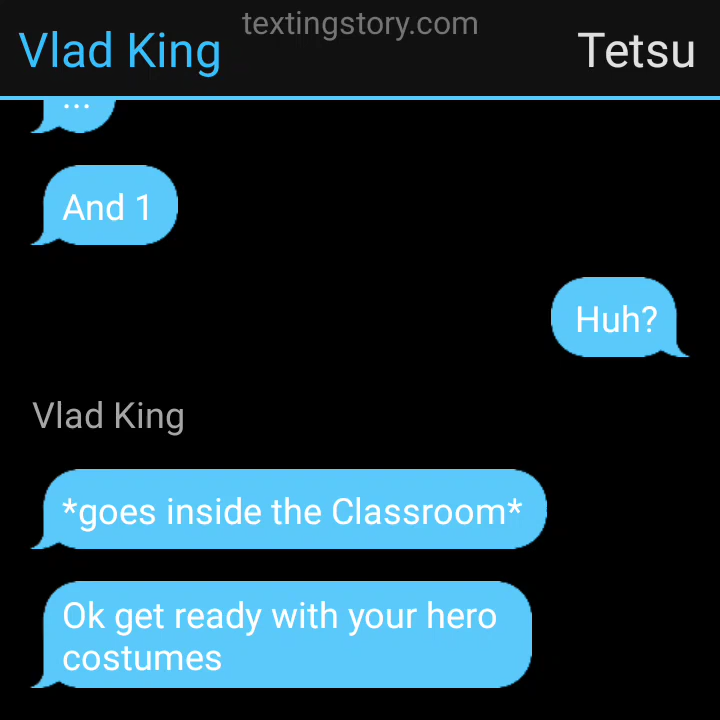 textingstory.com
Vlad King
Tetsu
...
And 1
Huh?
Vlad King
*goes inside the Classroom*
Ok get ready with your hero
costumes